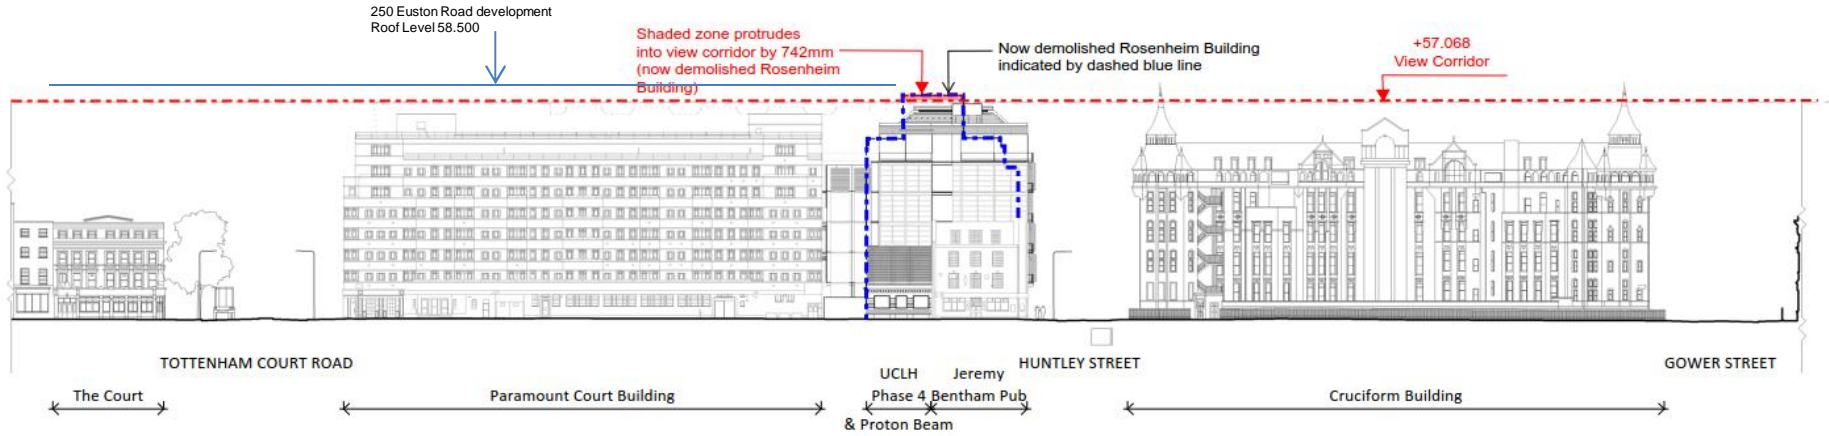 250 Euston Road development
Roof Level 58.500
Shaded zone protrudes
into view corridor by 742mm
(now demolished Rosenheim
Building)
Now demolished Rosenheim Building
indicated by dashed blue line
+57.068
View Corridor
TOTTENHAM COURT ROAD
HUNTLEY STREET
GOWER STREET
The Court
Paramount Court Building
UCLH
Phase 4
& Proton Beam
Jeremy
Bentham Pub
Cruciform Building